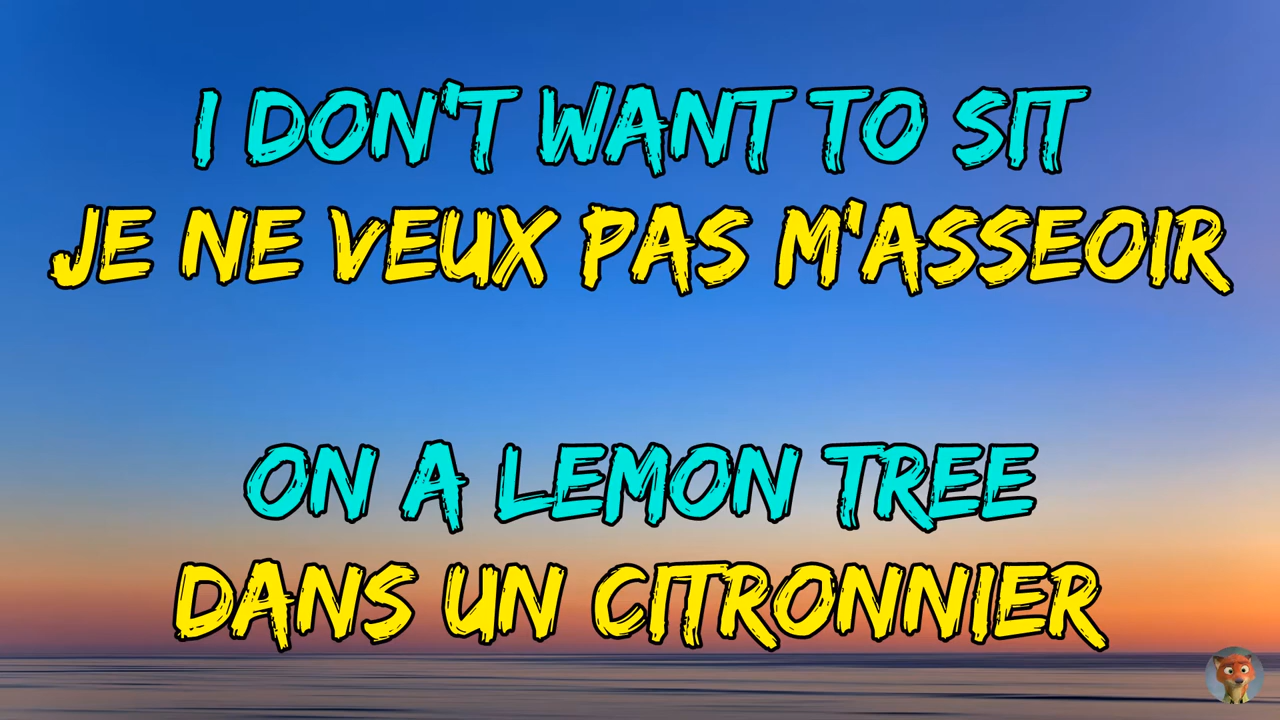 I DON'T WANT TO SIT
JE NE VEUX PAS M'ASSEOIR
ON A LEMON TREE
DANS UN CITRONNIER